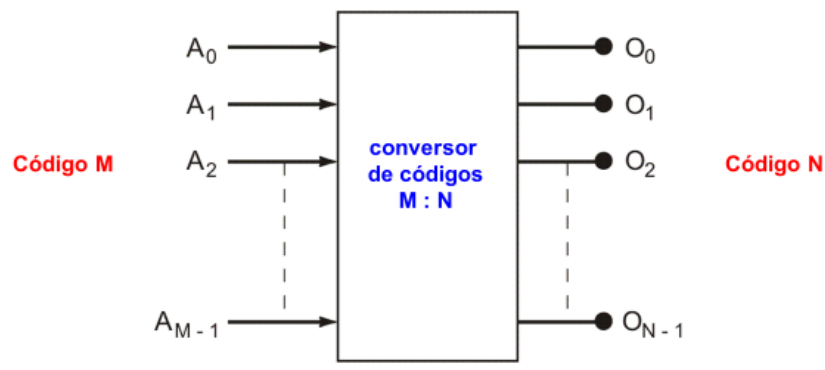 A0
A1
A2
AM - 1
Código M
conversor
de códigos
M : N
O0
O1
O2
ON - 1
Código N